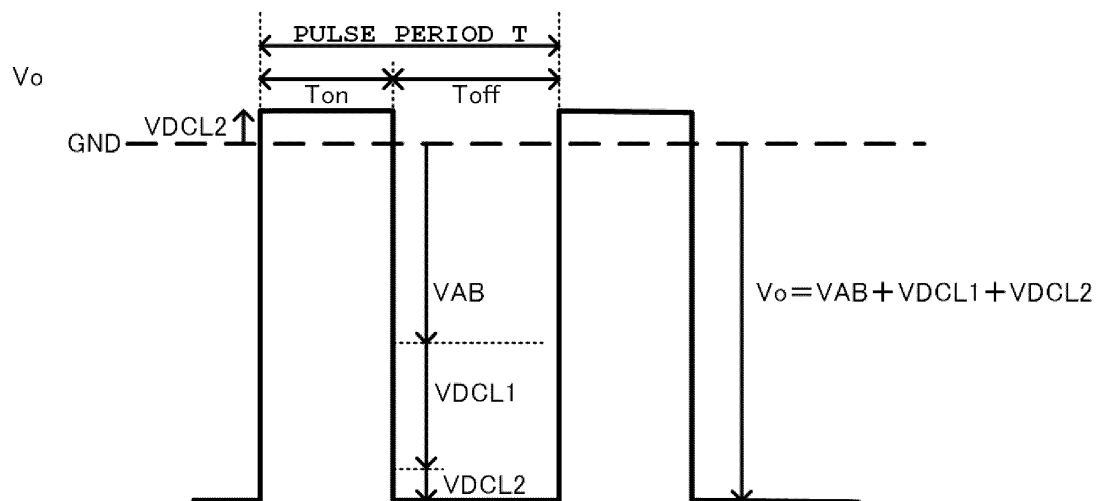 PULSE PERIOD T
Vo
Ton
Toff
VDCL2
GND
VAB
Vo=VAB+VDCL1+VDCL2
VDCL1
VDCL2